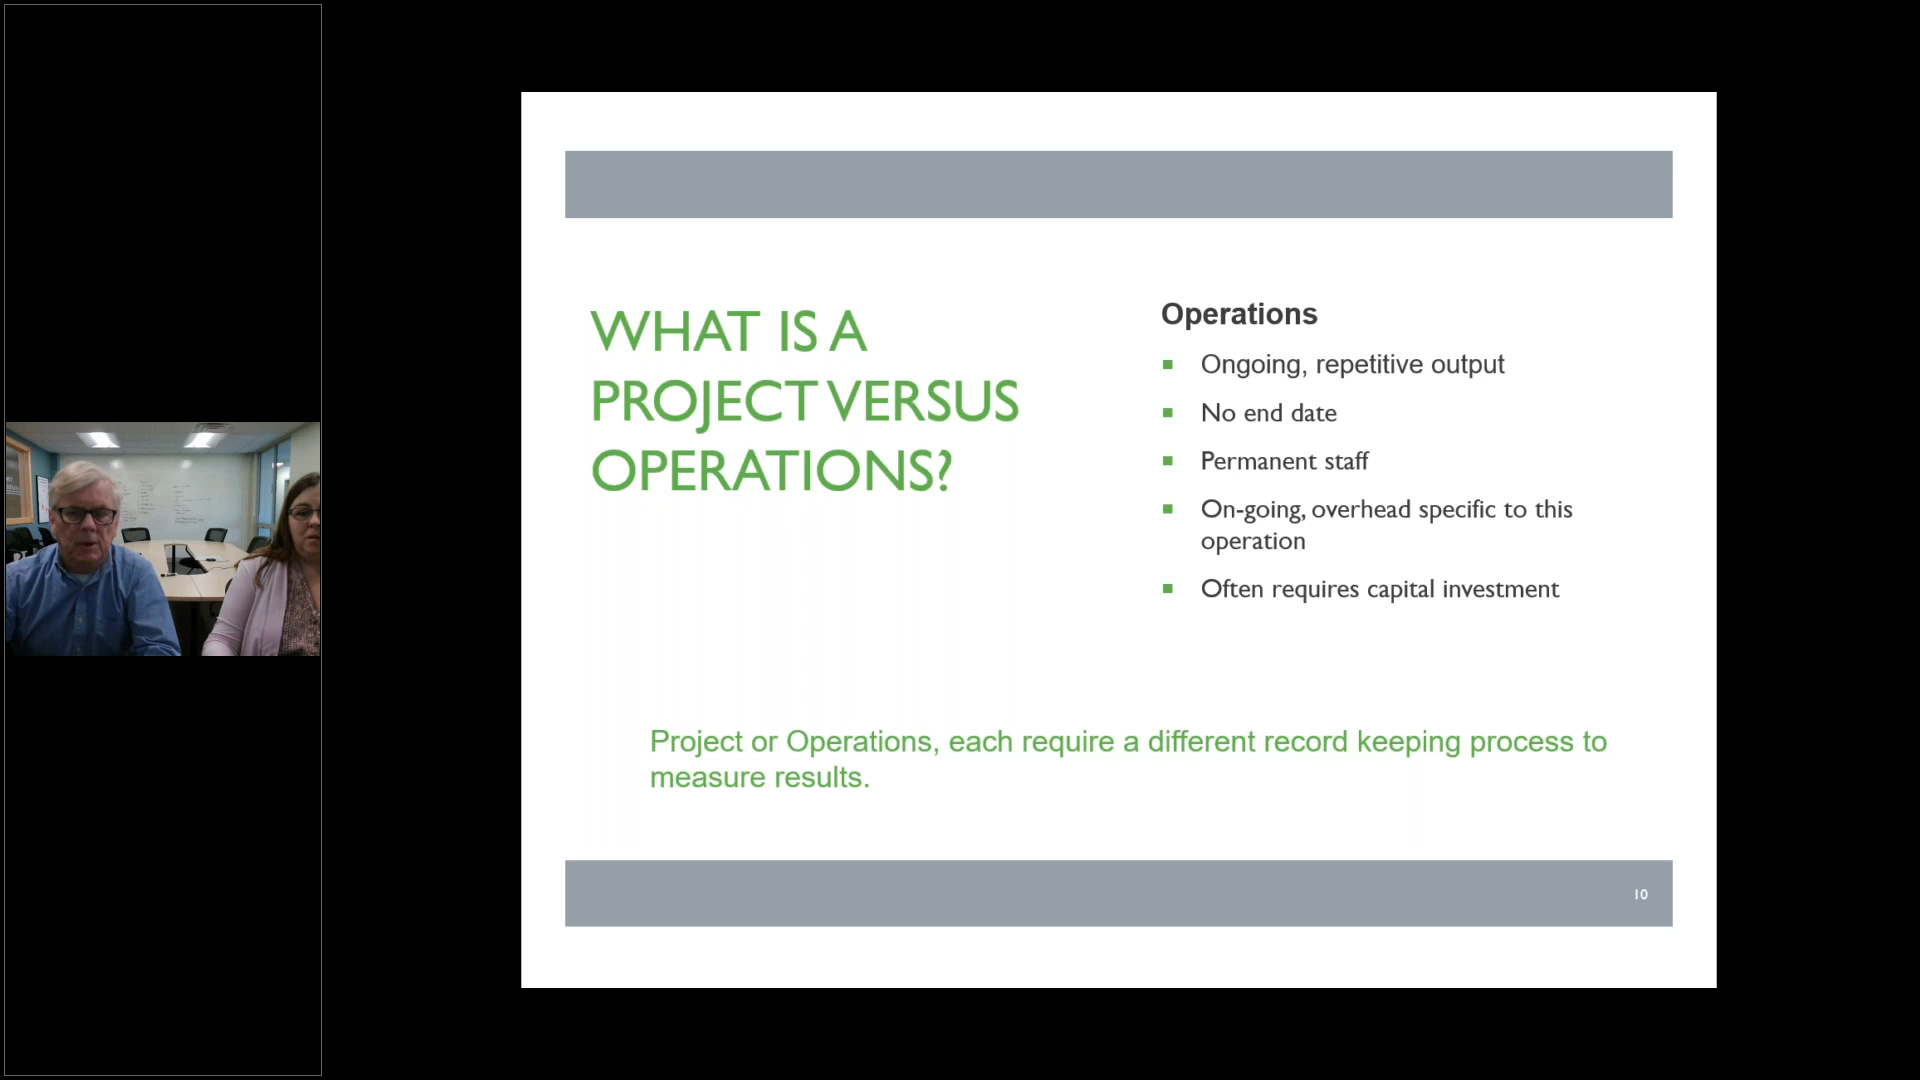 WHAT IS A
PROJECT VERSUS
OPERATIONS?
Operations
Ongoing, repetitive output
No end date
Permanent staff
On-going, overhead specific to this
operation
Often requires capital investment
Project or Operations, each require a different record keeping process to
measure results.
10